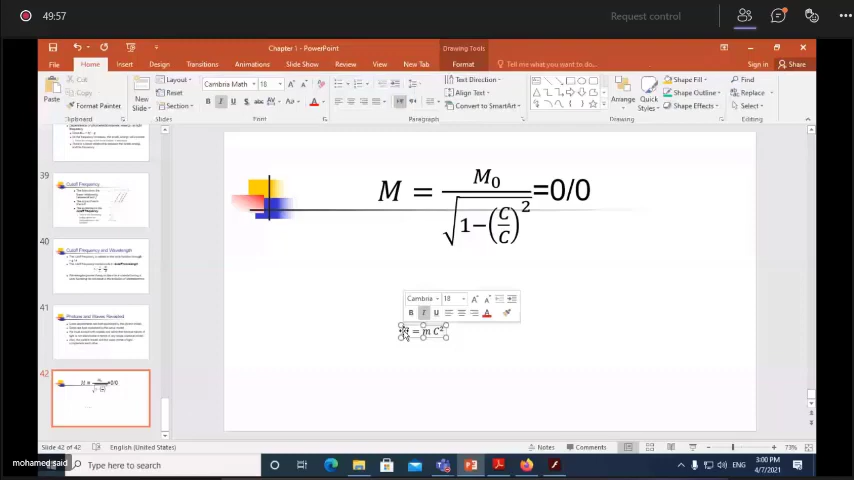 49:57
Request control
Chapter 1 - PowerPoint
Drawing Tools
File Home Insert Design Transitions Animations Slide Show Review View New Tab Format Tell me what you want to do...
Sign in Share
Paste
Cut
Copy
Format Painter
Clipboard
New Slide
Layout
Reset
Section
Slides
Cambria Math 18
Font
Paragraph
Text Direction
Align Text
Convert to SmartArt
Arrange
Quick Styles
Shape Fill
Shape Outline
Shape Effects
Drawing
Find
Replace
Select
Editing
39
Cutoff Frequency
40
Cutoff Frequency and Wavelength
41
Photons and Waves Revisited
42
M = M₀ / √(1−(C/C)²) =0/0
Cambria 18
B I U
= m C²
Slide 42 of 42
English (United States)
Notes
Comments
73%
mohamed said
Type here to search
ENG
3:00 PM
4/7/2021